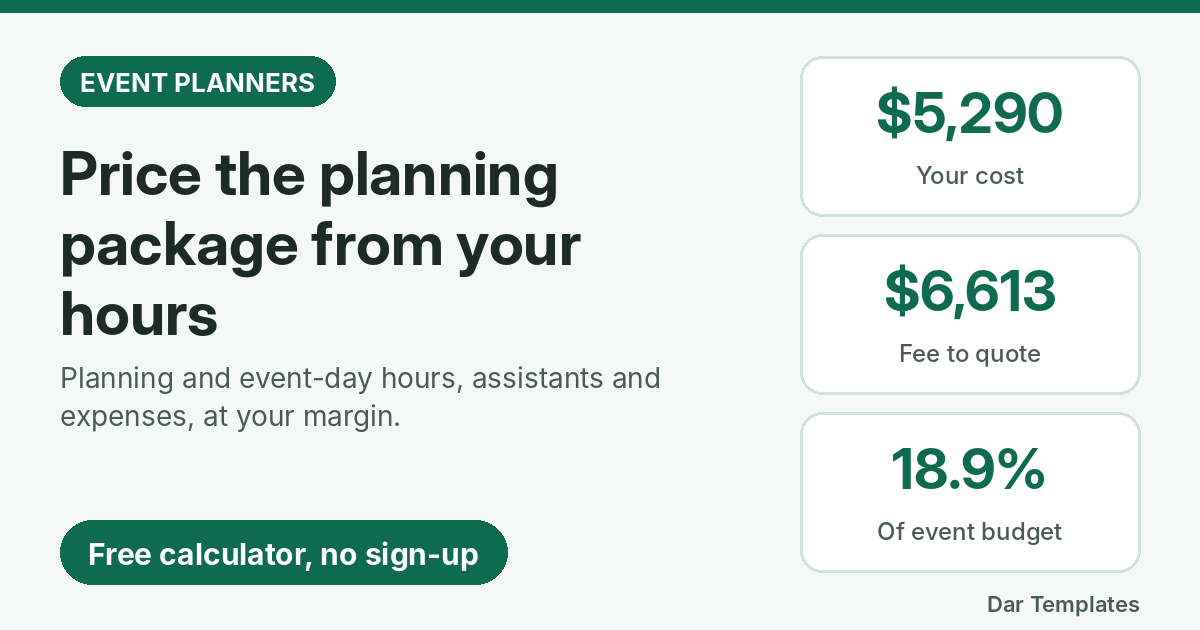 EVENT PLANNERS
Price the planning
package from your
hours
Planning and event-day hours, assistants and
expenses, at your margin.
Free calculator, no sign-up
$5,290
Your cost
$6,613
Fee to quote
18.9%
Of event budget
Dar Templates